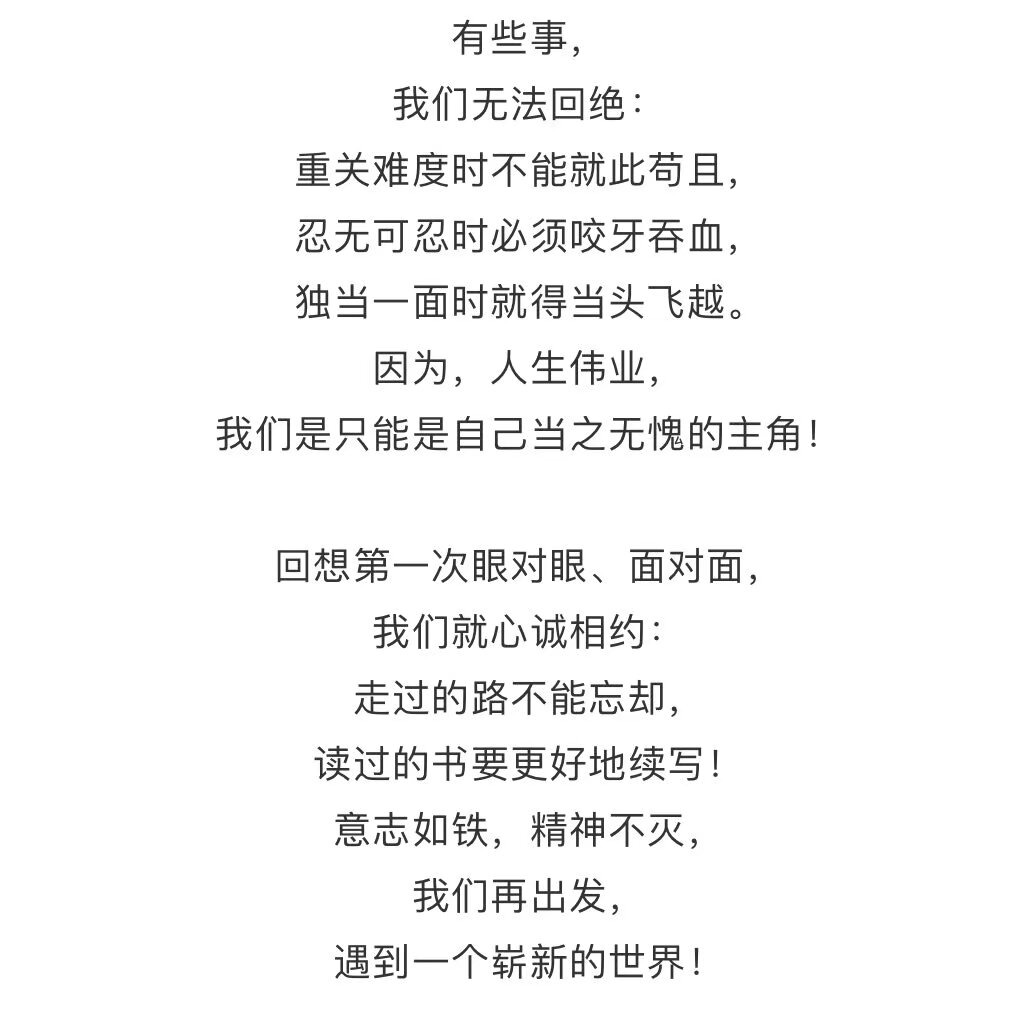 有些事，
我们无法回绝：
重关难度时不能就此苟且，
忍无可忍时必须咬牙吞血，
独当一面时就得当头飞越。
因为，人生伟业，
我们是只能是自己当之无愧的主角！
回想第一次眼对眼、面对面，
我们就心诚相约：
走过的路不能忘却，
读过的书要更好地续写！
意志如铁，精神不灭，
我们再出发，
遇到一个崭新的世界！